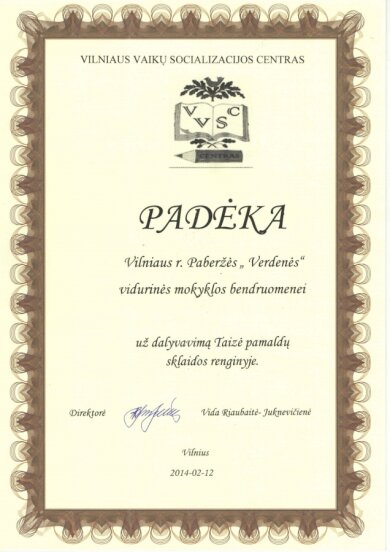 VILNIAUS VAIKŲ SOCIALIZACIJOS CENTRAS
V V S C
CENTRAS
PADĖKA
Vilniaus r. Paberžės „ Verdenės“
vidurinės mokyklos bendruomenei
už dalyvavimą Taizė pamaldų
sklaidos renginyje.
Direktorė Vida Riaubaitė- Juknevičienė
Vilnius
2014-02-12